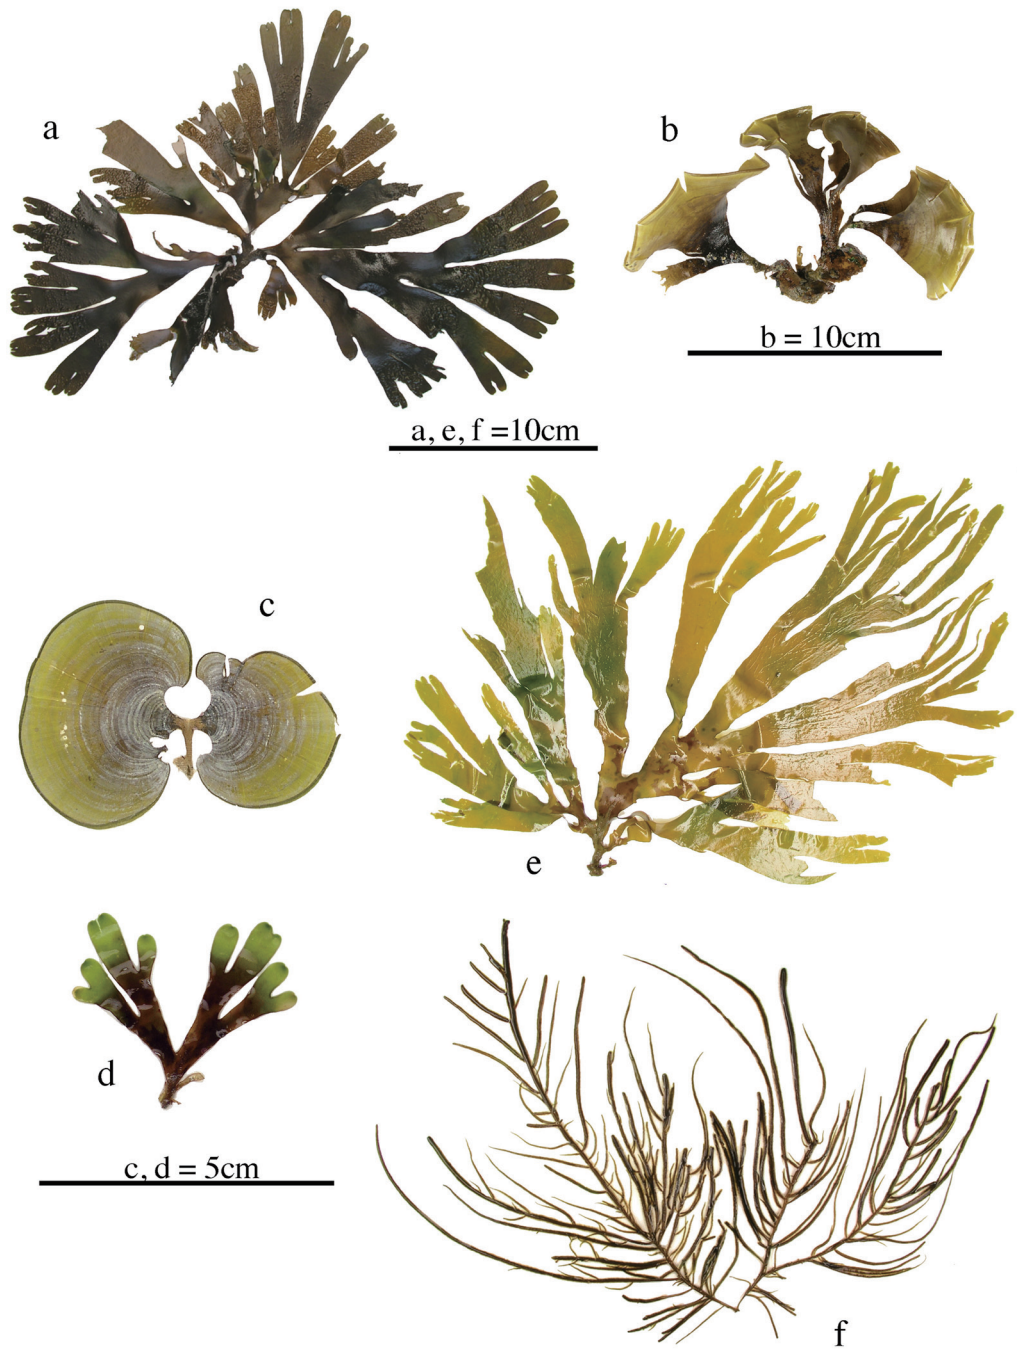 a
b
b = 10cm
a, e, f =10cm
c
e
d
c, d = 5cm
f